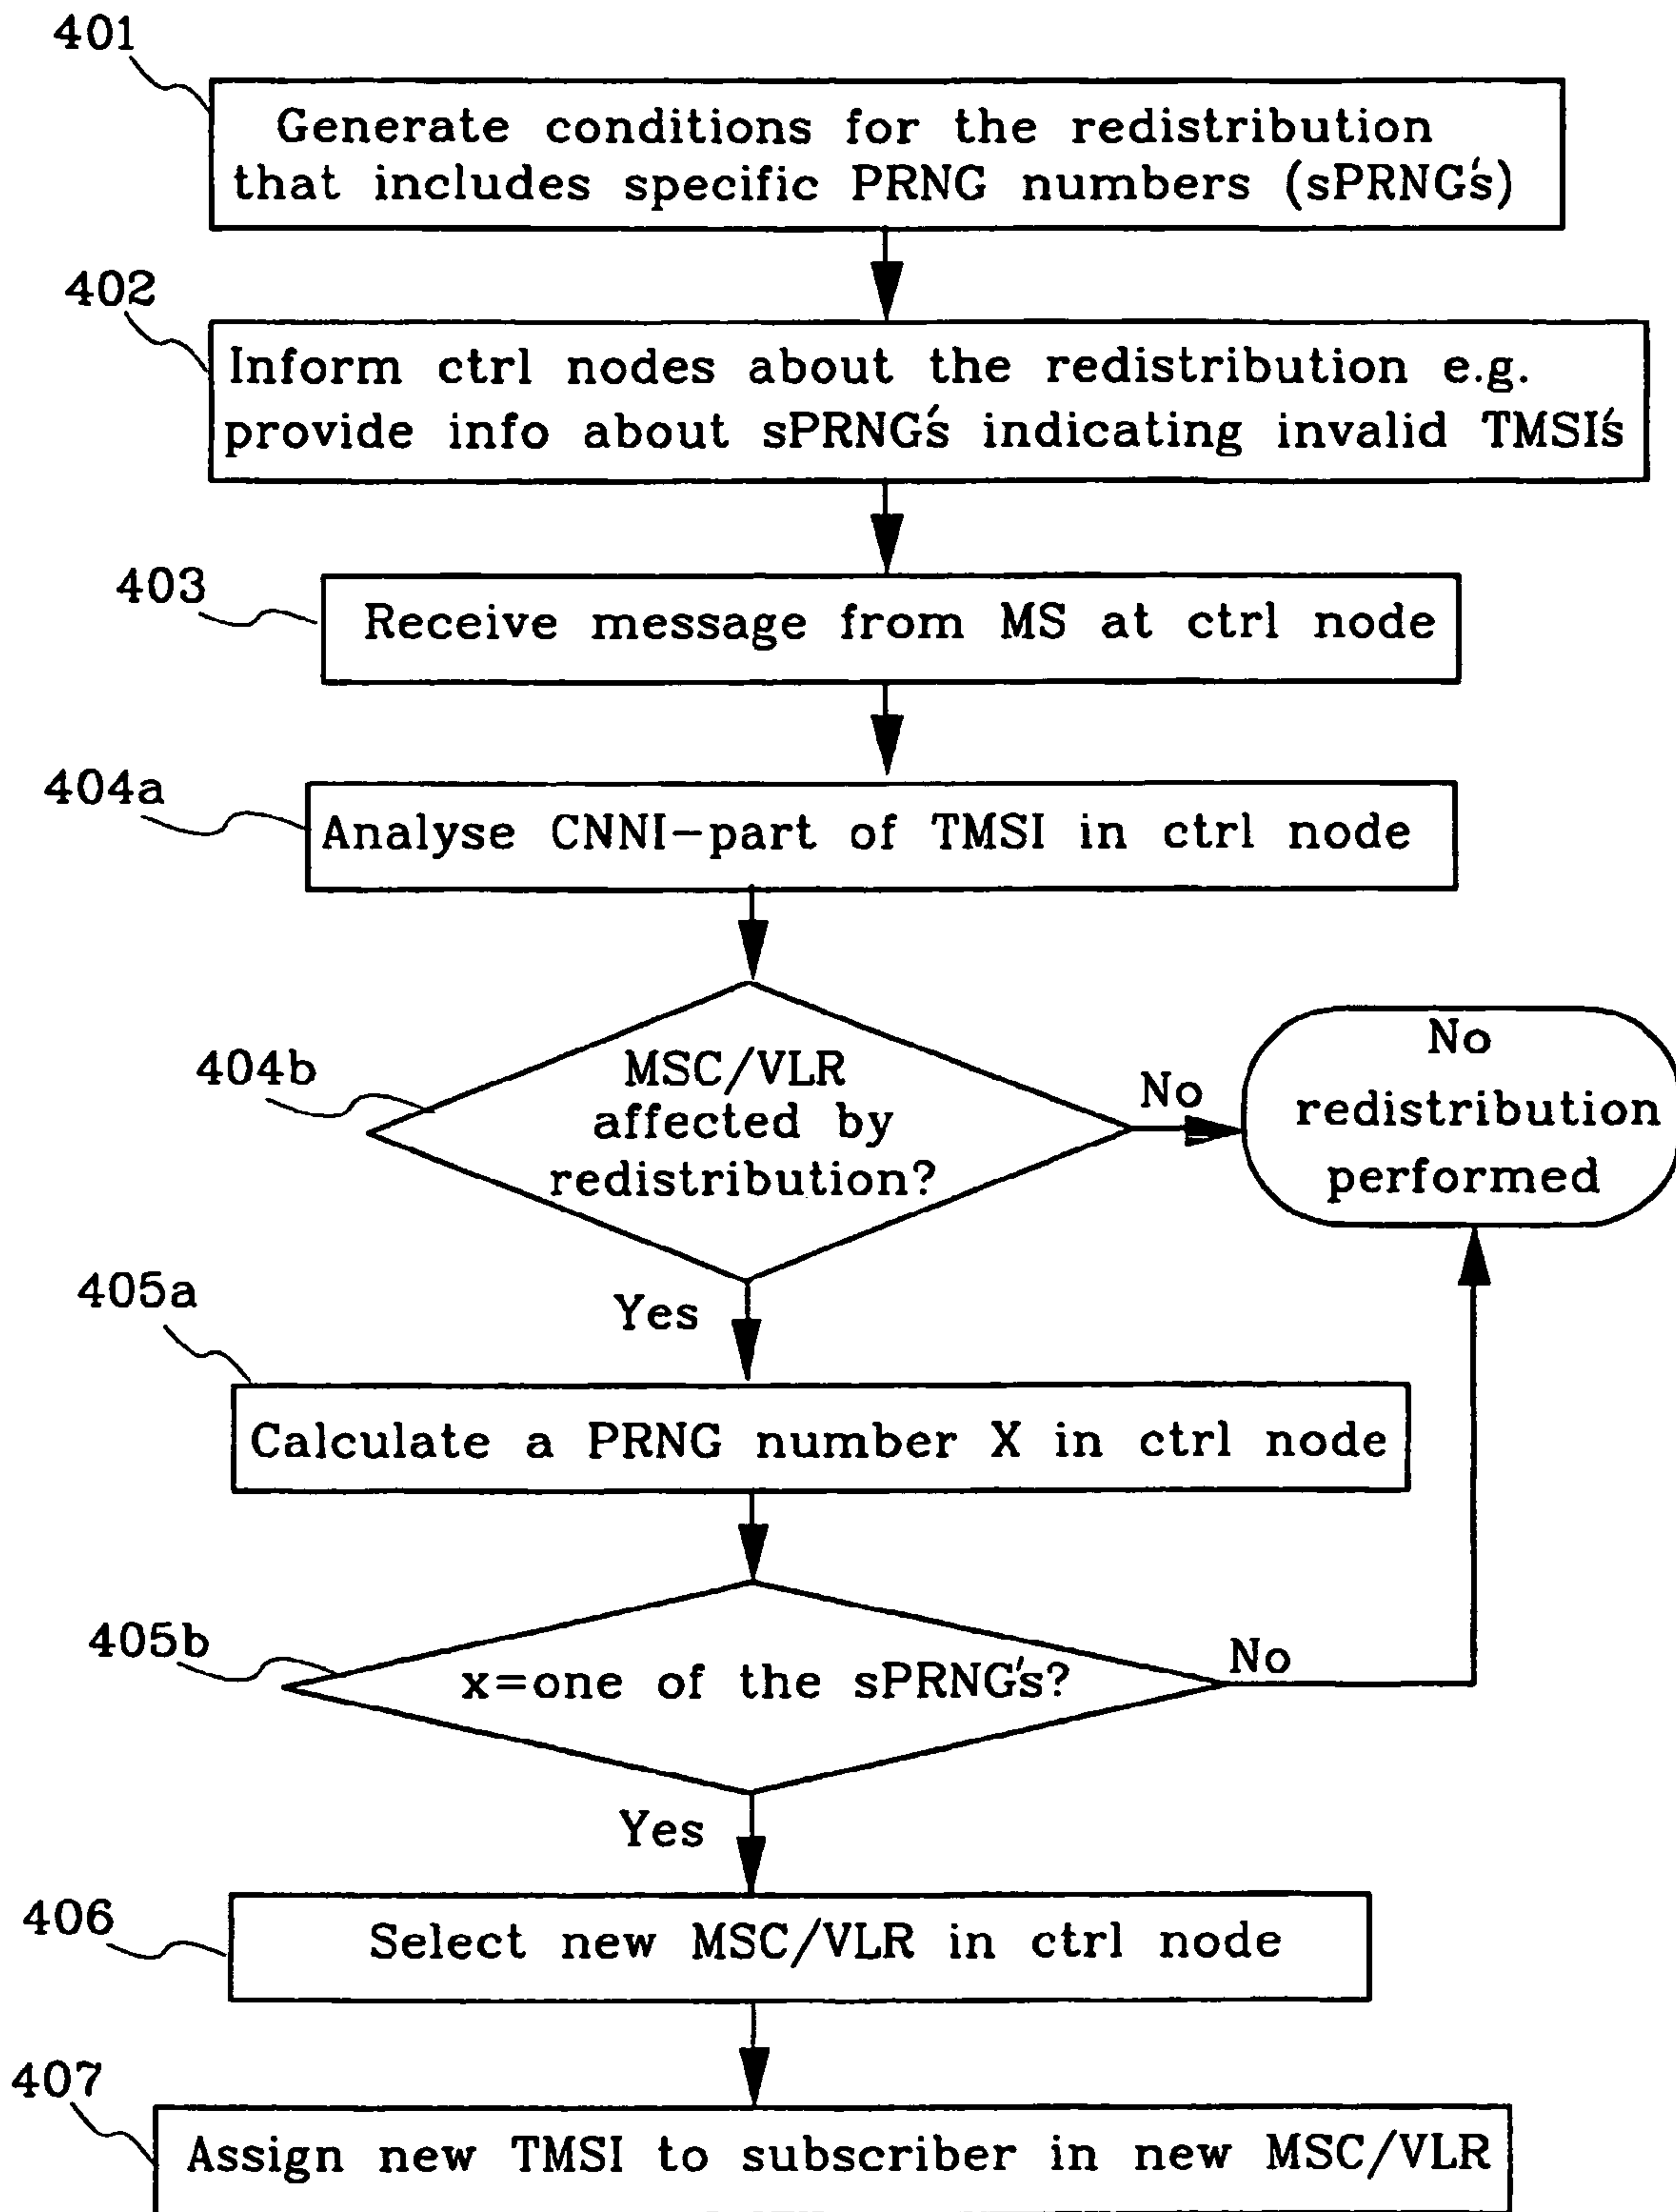 401
Generate conditions for the redistribution
that includes specific PRNG numbers (sPRNG's)
402
Inform ctrl nodes about the redistribution e.g.
provide info about sPRNG's indicating invalid TMSI's
403
Receive message from MS at ctrl node
404a
Analyse CNNI-part of TMSI in ctrl node
404b
MSC/VLR
affected by
redistribution?
No
No
redistribution
performed
Yes
405a
Calculate a PRNG number X in ctrl node
405b
x=one of the sPRNG's?
No
Yes
406
Select new MSC/VLR in ctrl node
407
Assign new TMSI to subscriber in new MSC/VLR